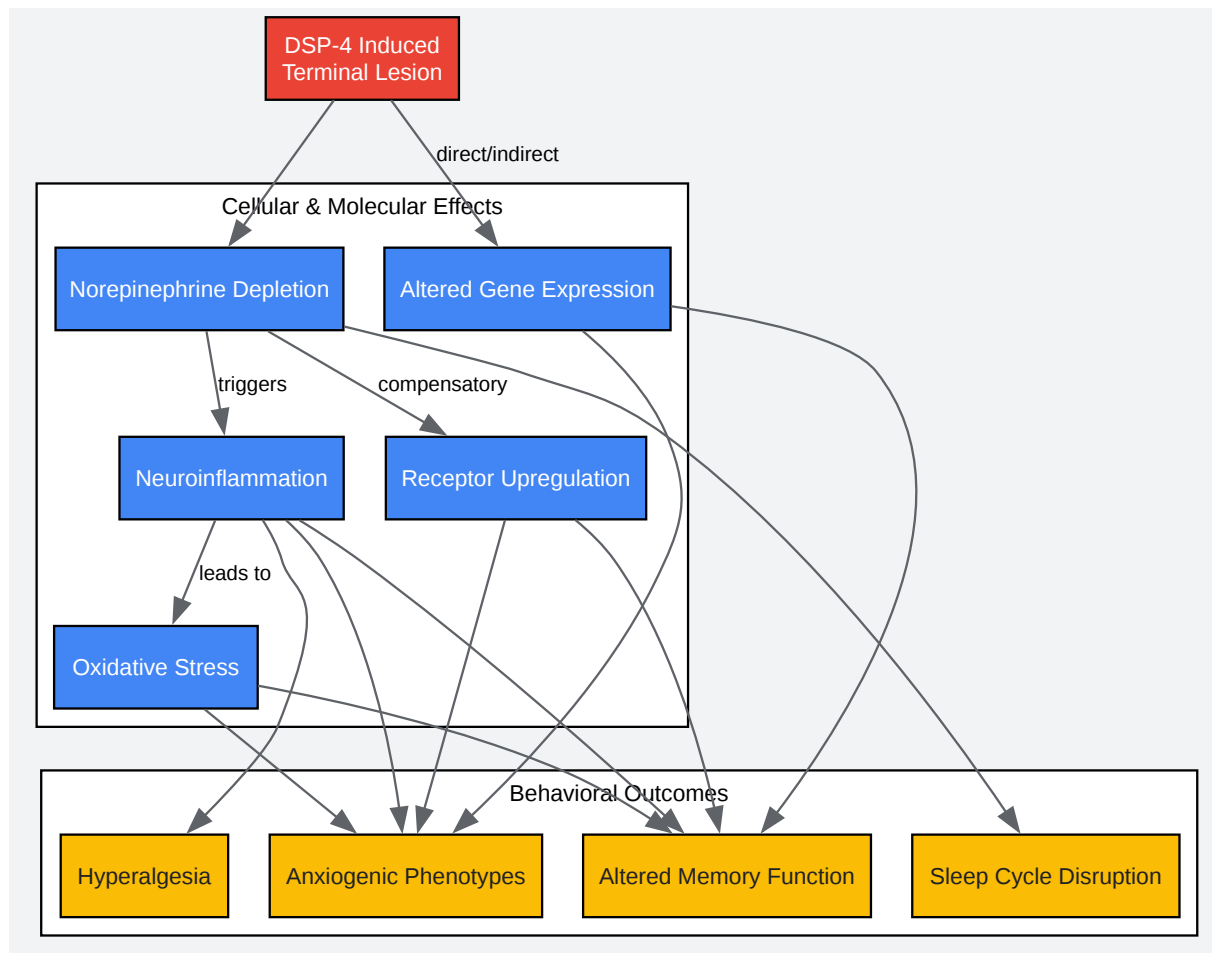 DSP-4 Induced
Terminal Lesion
direct/indirect
Cellular & Molecular Effects
Norepinephrine Depletion
Altered Gene Expression
triggers
compensatory
Neuroinflammation
Receptor Upregulation
leads to
Oxidative Stress
Behavioral Outcomes
Hyperalgesia
Anxiogenic Phenotypes
Altered Memory Function
Sleep Cycle Disruption